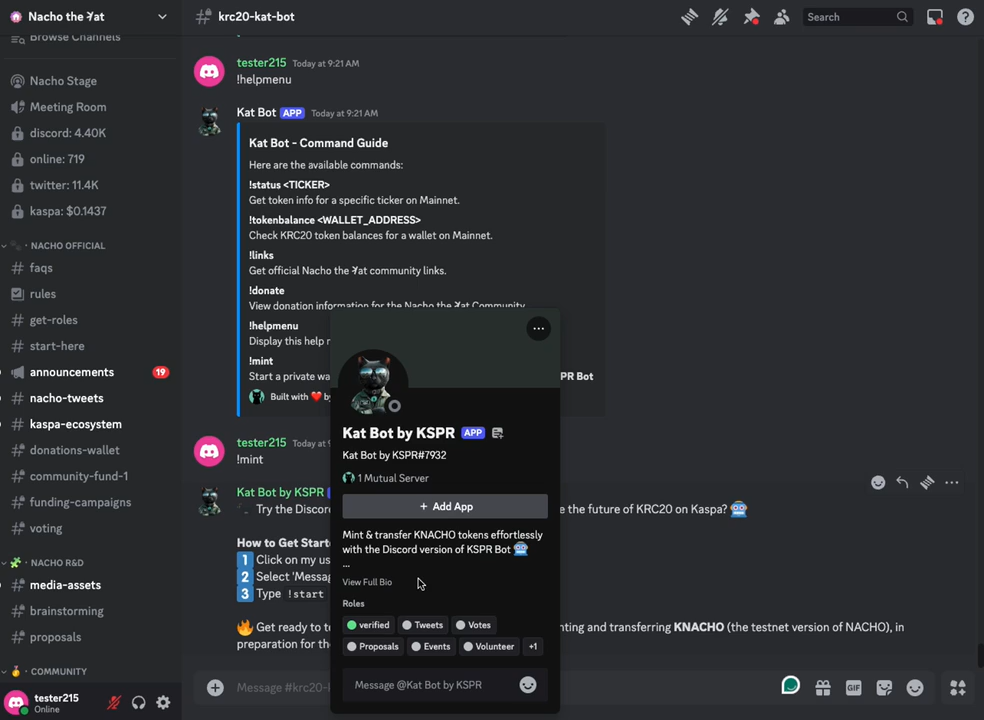 Nacho the 𐤊at
krc20-kat-bot
Search
Browse Channels
Nacho Stage
Meeting Room
discord: 4.40K
online: 719
twitter: 11.4K
kaspa: $0.1437
NACHO OFFICIAL
faqs
rules
get-roles
start-here
announcements
19
nacho-tweets
kaspa-ecosystem
donations-wallet
community-fund-1
funding-campaigns
voting
NACHO R&D
media-assets
brainstorming
proposals
COMMUNITY
tester215
Online
tester215 Today at 9:21 AM
!helpmenu
Kat Bot APP Today at 9:21 AM
Kat Bot - Command Guide
Here are the available commands:
!status <TICKER>
Get token info for a specific ticker on Mainnet.
!tokenbalance <WALLET_ADDRESS>
Check KRC20 token balances for a wallet on Mainnet.
!links
Get official Nacho the 𐤊at community links.
!donate
View donation information for the Nacho the 𐤊at Community.
!helpmenu
Display this help
!mint
Start a private wa
PR Bot
Built with ❤️ by
tester215 Today at 9
!mint
Kat Bot by KSPR
Try the Discor
e the future of KRC20 on Kaspa? 🤖
How to Get Start
1 Click on my us
2 Select 'Messag
3 Type !start
🔥 Get ready to t
nting and transferring KNACHO (the testnet version of NACHO), in
preparation for th
Message #krc20-k
GIF
Kat Bot by KSPR APP
Kat Bot by KSPR#7932
1 Mutual Server
+ Add App
Mint & transfer KNACHO tokens effortlessly
with the Discord version of KSPR Bot 🤖
...
View Full Bio
Roles
verified Tweets Votes
Proposals Events Volunteer +1
Message @Kat Bot by KSPR